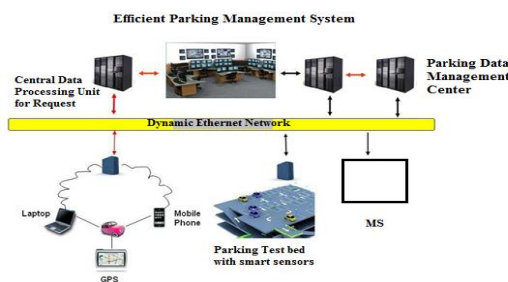 Efficient Parking Management System
Central Data
Processing Unit
for Request
Parking Data
Management
Center
Dynamic Ethernet Network
Laptop
Mobile
Phone
GPS
Parking Test bed
with smart sensors
MS